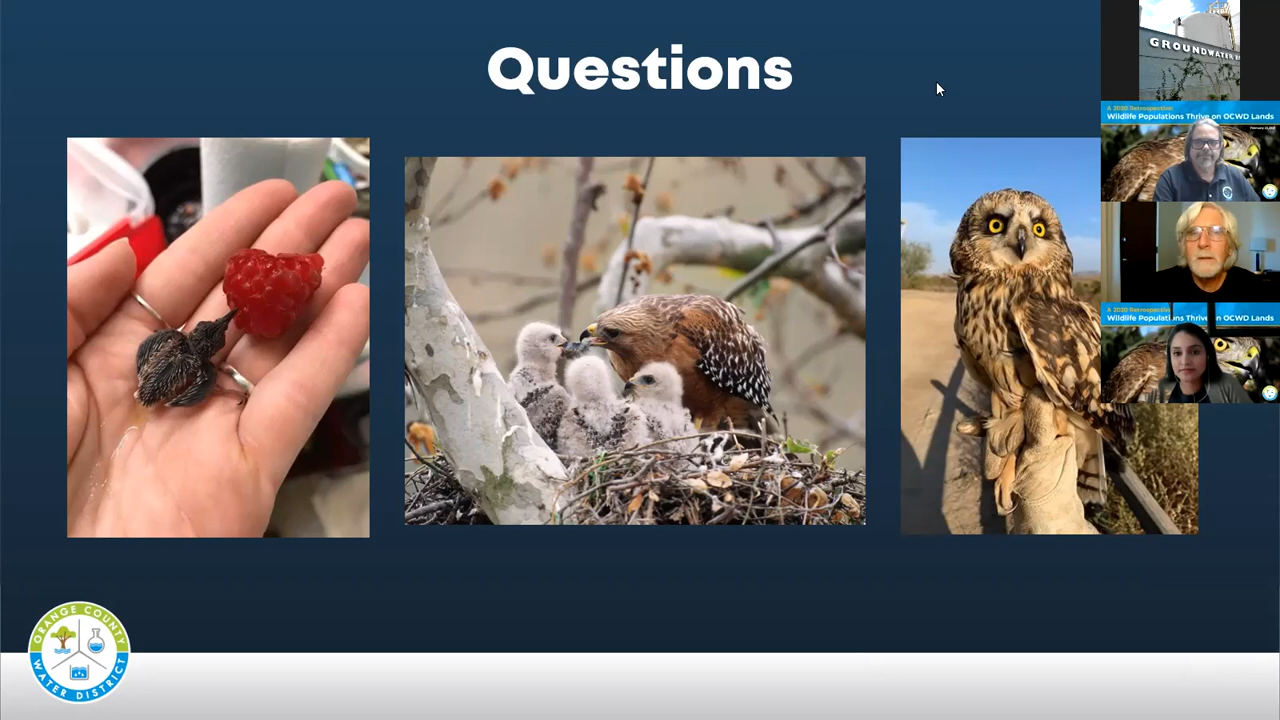 Questions
GROUNDWATER
A 2020 Retrospective:
Wildlife Populations Thrive on OCWD Lands
A 2020 Retrospective:
Wildlife Populations Thrive on OCWD Lands
ORANGE COUNTY
WATER DISTRICT